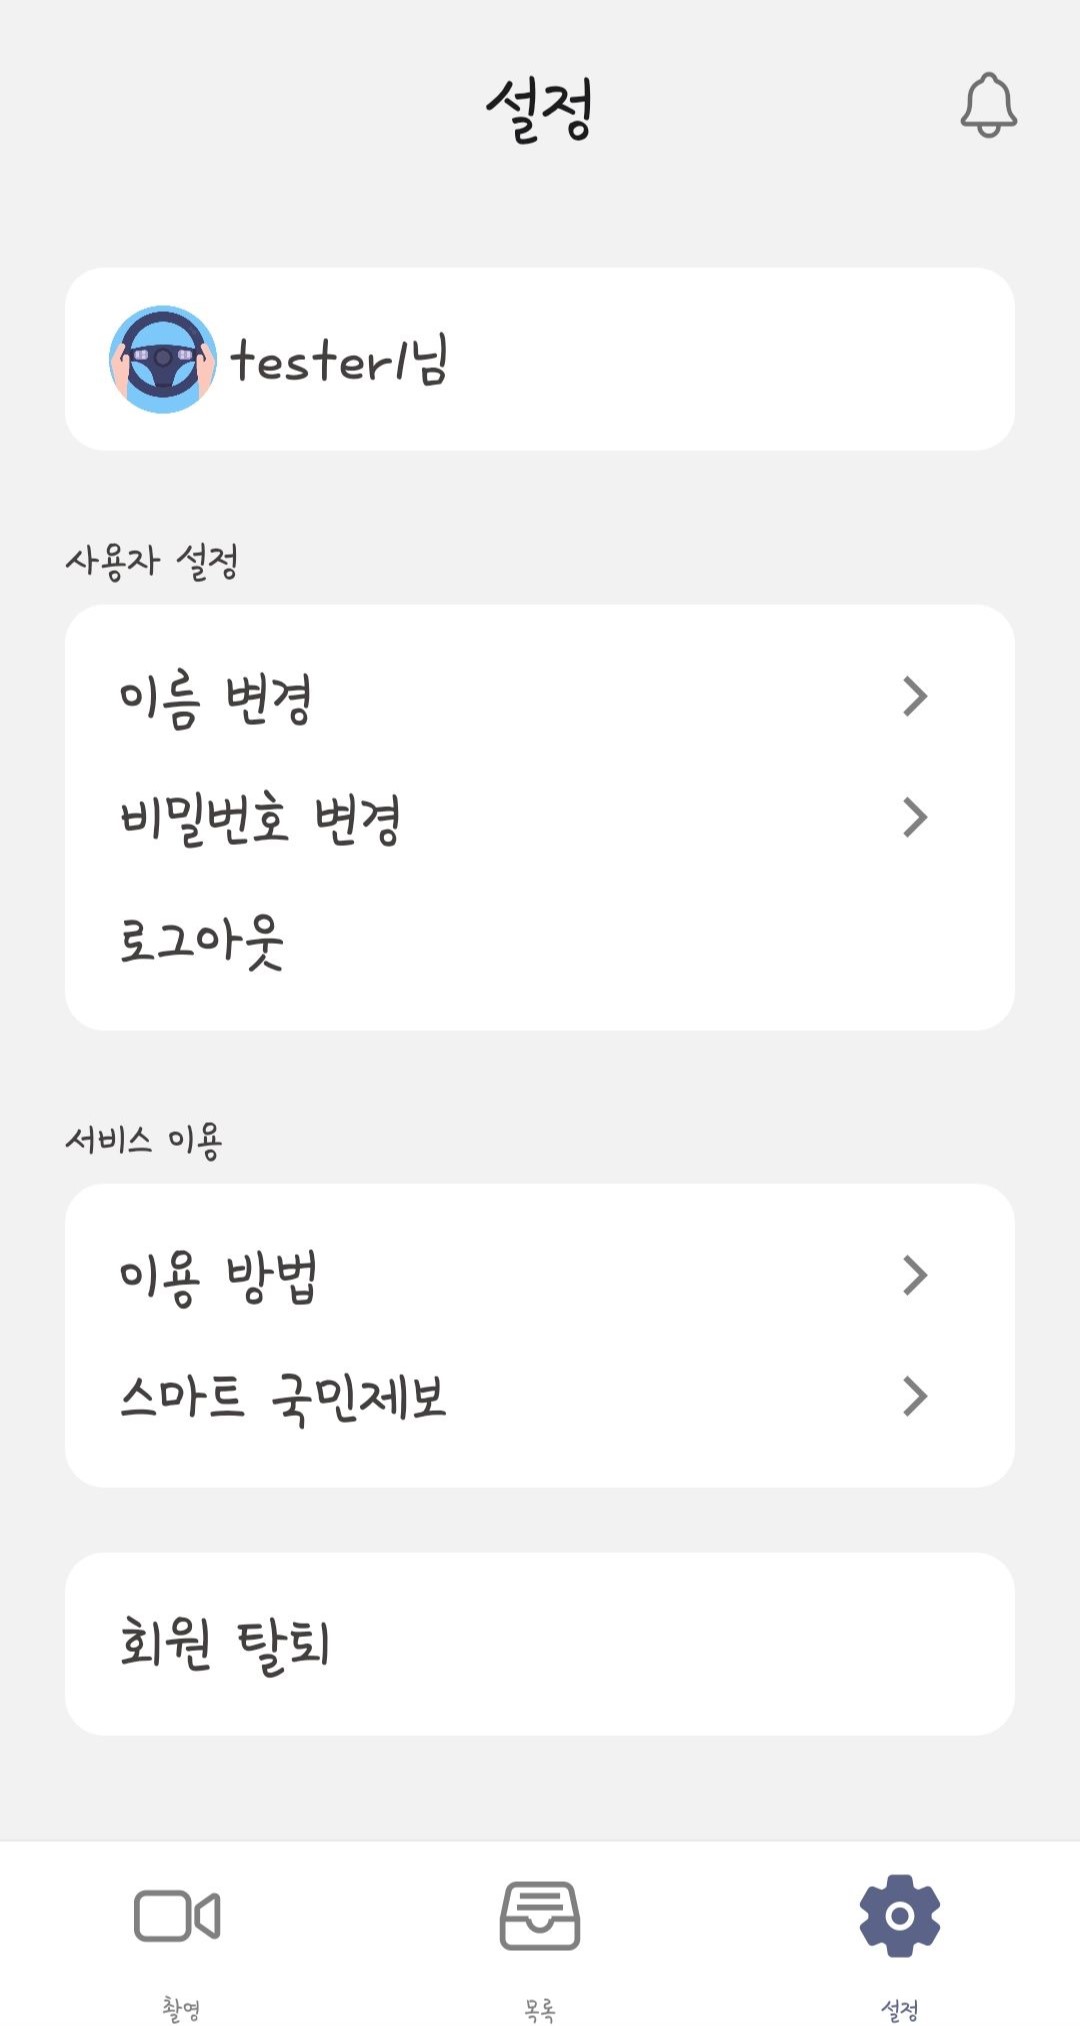 설정
tester1님
사용자 설정
이름 변경
비밀번호 변경
로그아웃
서비스 이용
이용 방법
스마트 국민제보
회원 탈퇴
촬영
목록
설정